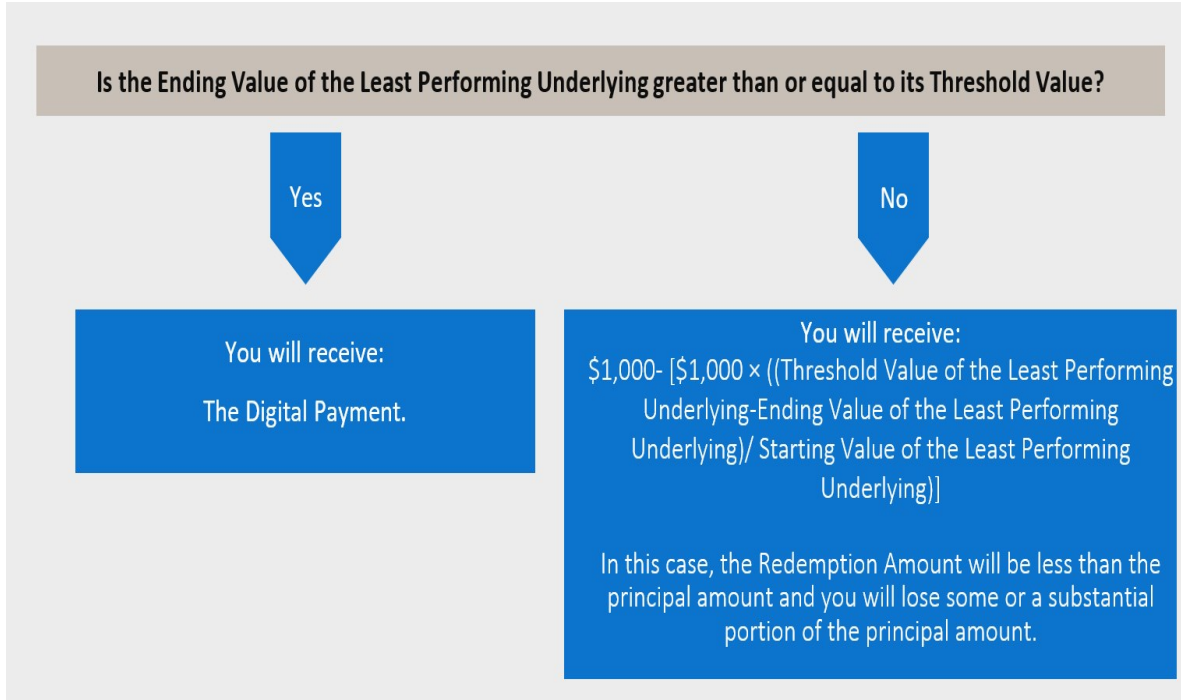 Is the Ending Value of the Least Performing Underlying greater than or equal to its Threshold Value?
Yes
No
You will receive:
The Digital Payment.
You will receive:
$1,000- [$1,000 × ((Threshold Value of the Least Performing
Underlying-Ending Value of the Least Performing
Underlying)/ Starting Value of the Least Performing
Underlying)]
In this case, the Redemption Amount will be less than the
principal amount and you will lose some or a substantial
portion of the principal amount.